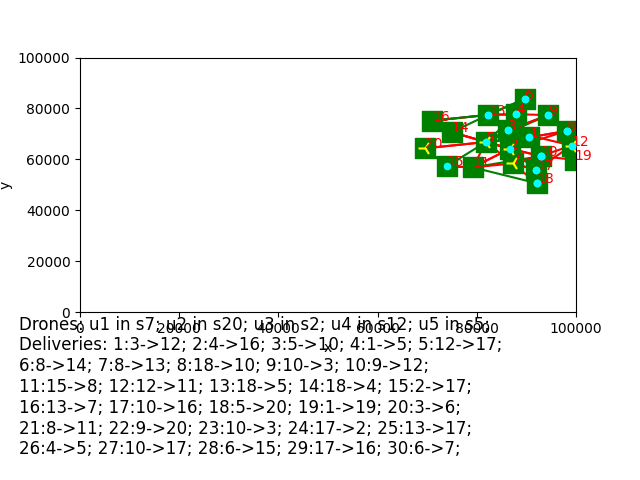 100000
80000
60000
40000
20000
0
y
0 20000 40000 60000 80000 100000
x
6
14
10
12
19
8
Drones: u1 in s7; u2 in s20; u3 in s2; u4 in s12; u5 in s5;
Deliveries: 1:3->12; 2:4->16; 3:5->10; 4:1->5; 5:12->17;
6:8->14; 7:8->13; 8:18->10; 9:10->3; 10:9->12;
11:15->8; 12:12->11; 13:18->5; 14:18->4; 15:2->17;
16:13->7; 17:10->16; 18:5->20; 19:1->19; 20:3->6;
21:8->11; 22:9->20; 23:10->3; 24:17->2; 25:13->17;
26:4->5; 27:10->17; 28:6->15; 29:17->16; 30:6->7;